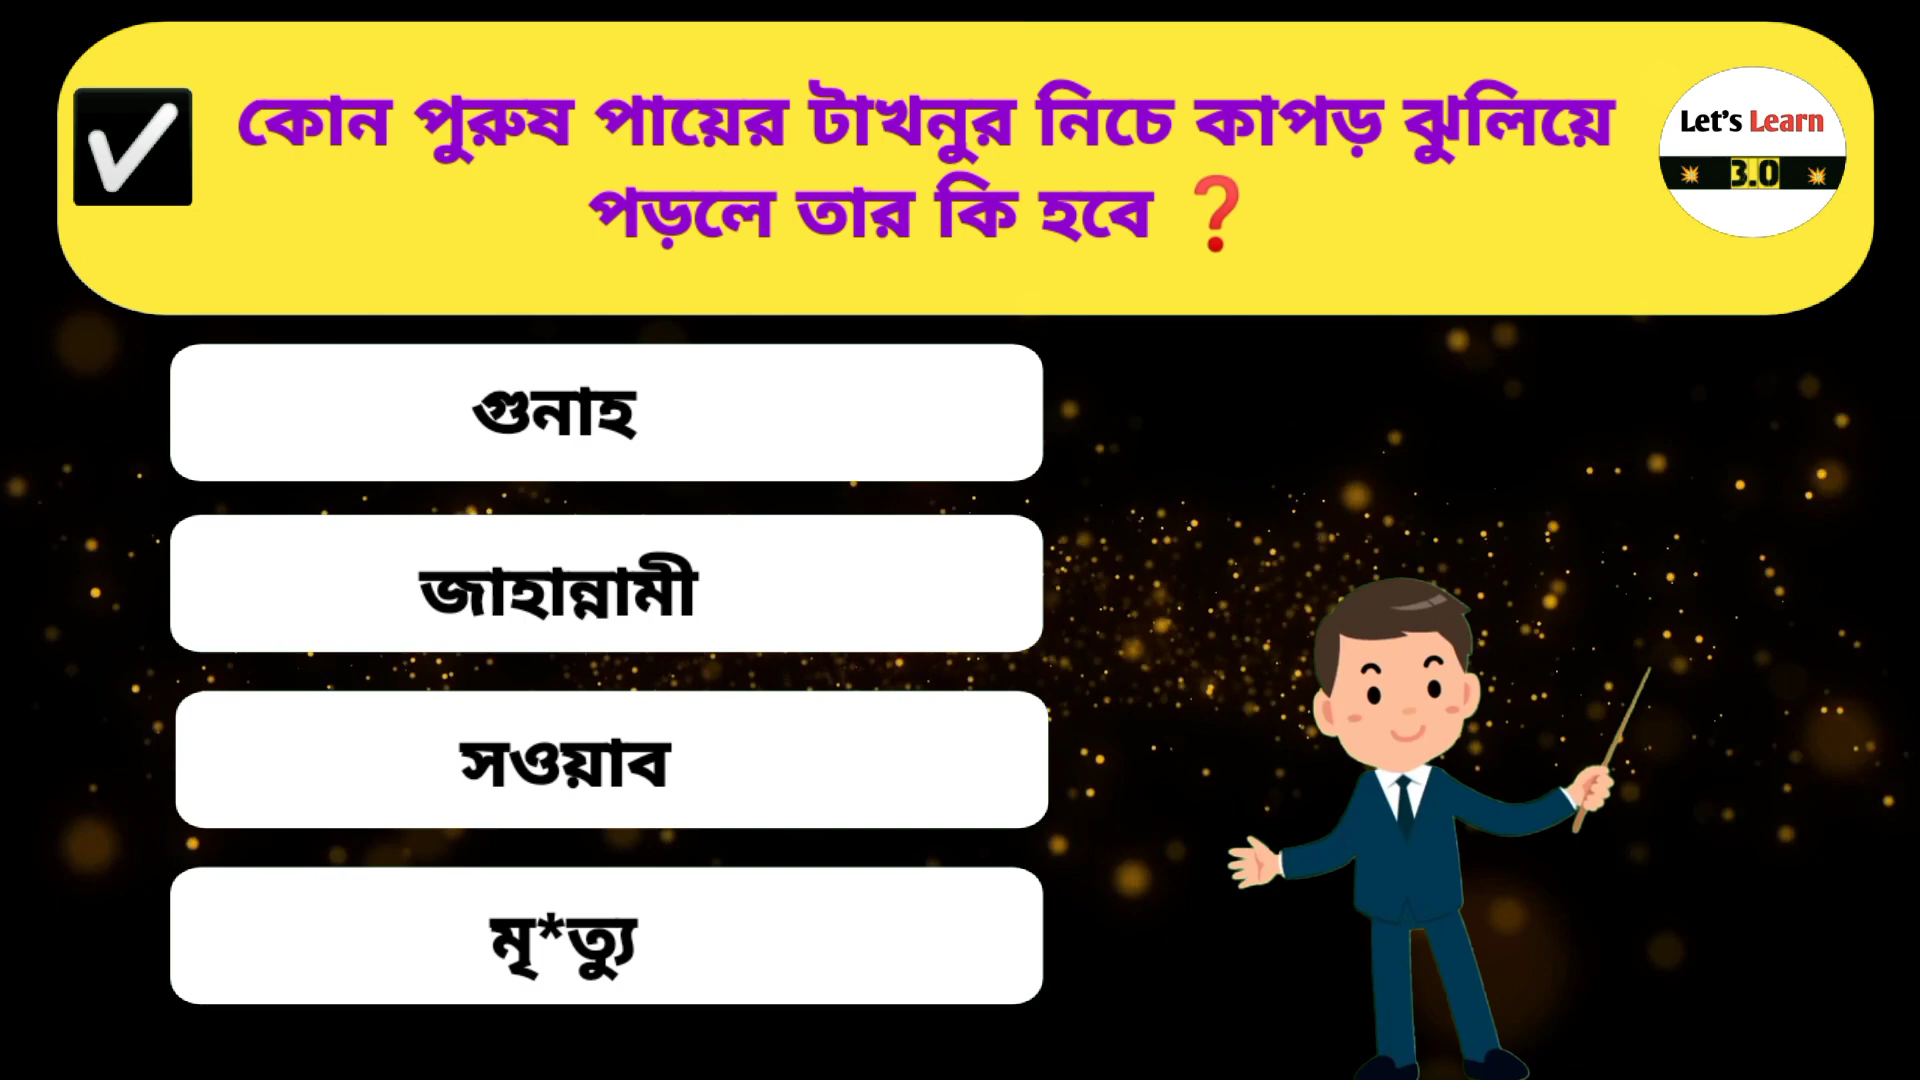 কোন পুরুষ পায়ের টাখনুর নিচে কাপড় ঝুলিয়ে
পড়লে তার কি হবে ❓
Let's Learn
3.0
গুনাহ
জাহান্নামী
সওয়াব
মৃ*ত্যু